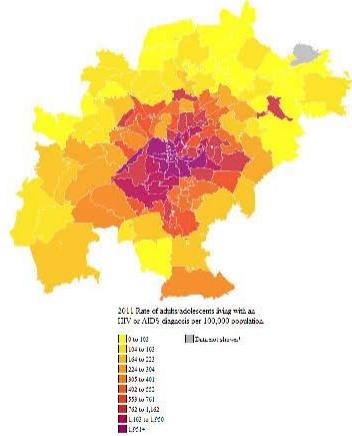 2011 Rate of adults/adolescents living with an
HIV or AIDS diagnosis per 100,000 population.
0 to 103 Data not shown¹
104 to 163
164 to 223
224 to 304
305 to 401
402 to 552
553 to 761
762 to 1,162
1,163 to 1,950
1,951+